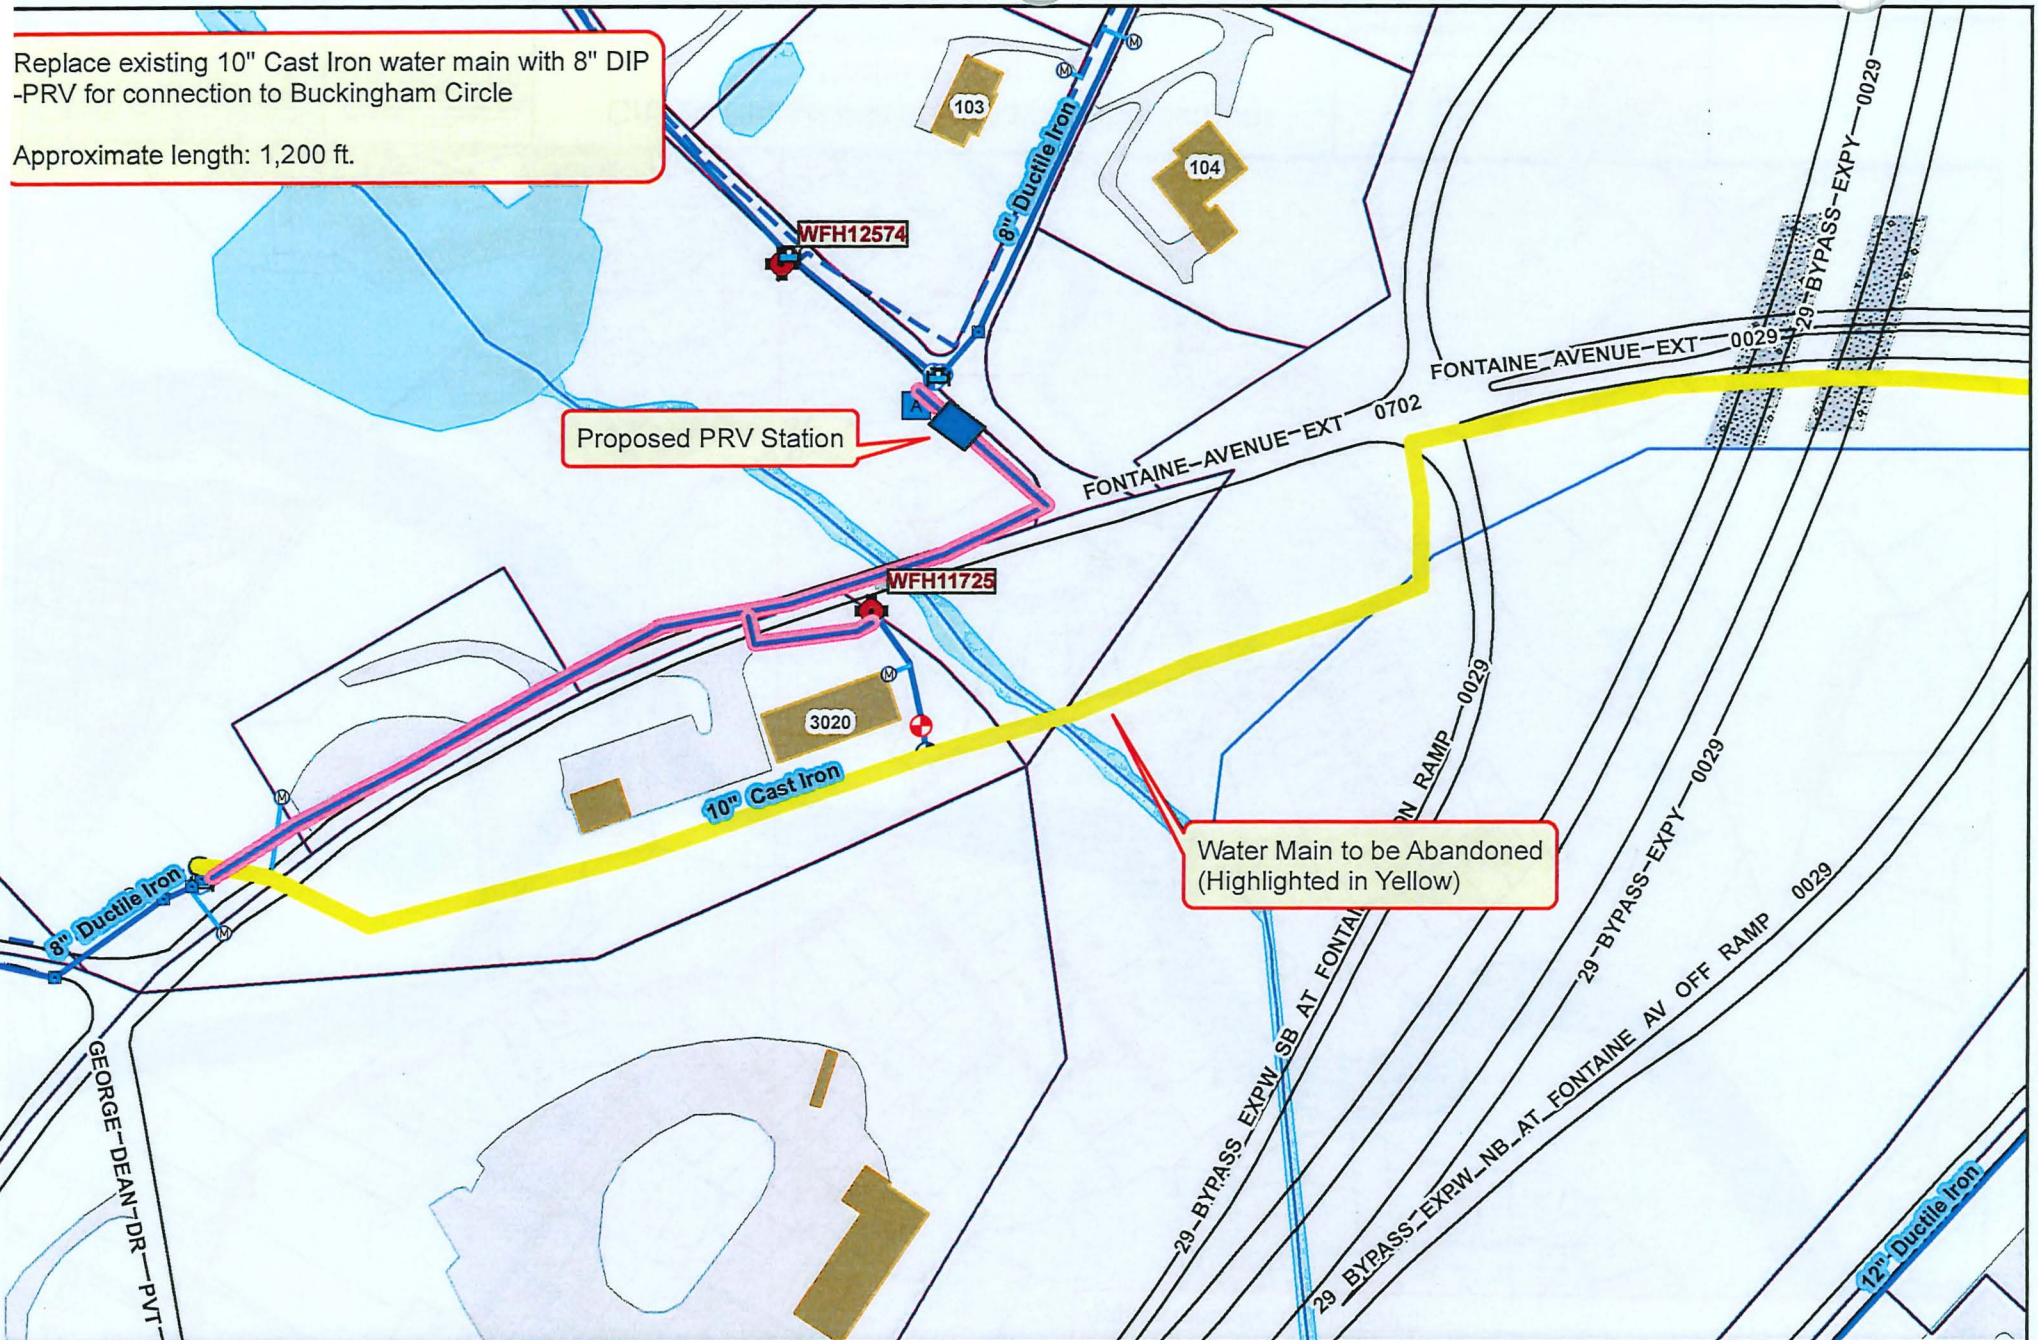 Replace existing 10" Cast Iron water main with 8" DIP
-PRV for connection to Buckingham Circle
Approximate length: 1,200 ft.
M
M
103
104
8" Ductile Iron
WFH12574
29-BYPASS-EXPY-0029
FONTAINE-AVENUE-EXT 0029
A
Proposed PRV Station
FONTAINE-AVENUE-EXT 0702
WFH11725
M
3020
10" Cast Iron
M
8" Ductile Iron
M
Water Main to be Abandoned
(Highlighted in Yellow)
29-BYPASS EXPW SB AT FONTAI ON RAMP 0029
29-BYPASS-EXPY-0029
29 BYPASS-EXPW-NB-AT-FONTAINE AV OFF RAMP 0029
GEORGE-DEAN-DR-PVT
12" Ductile Iron